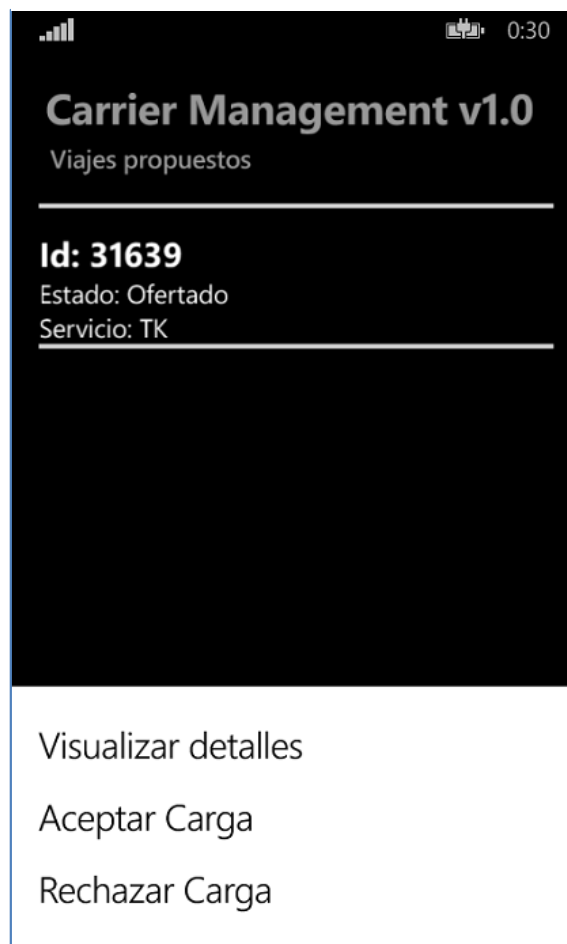 0:30
Carrier Management v1.0
Viajes propuestos
Id: 31639
Estado: Ofertado
Servicio: TK
Visualizar detalles
Aceptar Carga
Rechazar Carga